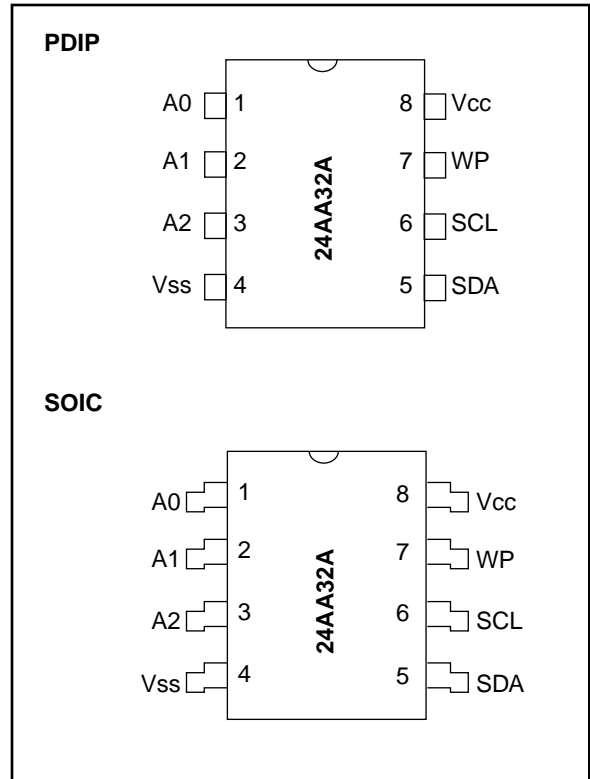 PDIP
A0 1 8 Vcc
A1 2 7 WP
A2 3 6 SCL
Vss 4 5 SDA
24AA32A
SOIC
A0 1 8 Vcc
A1 2 7 WP
A2 3 6 SCL
Vss 4 5 SDA
24AA32A